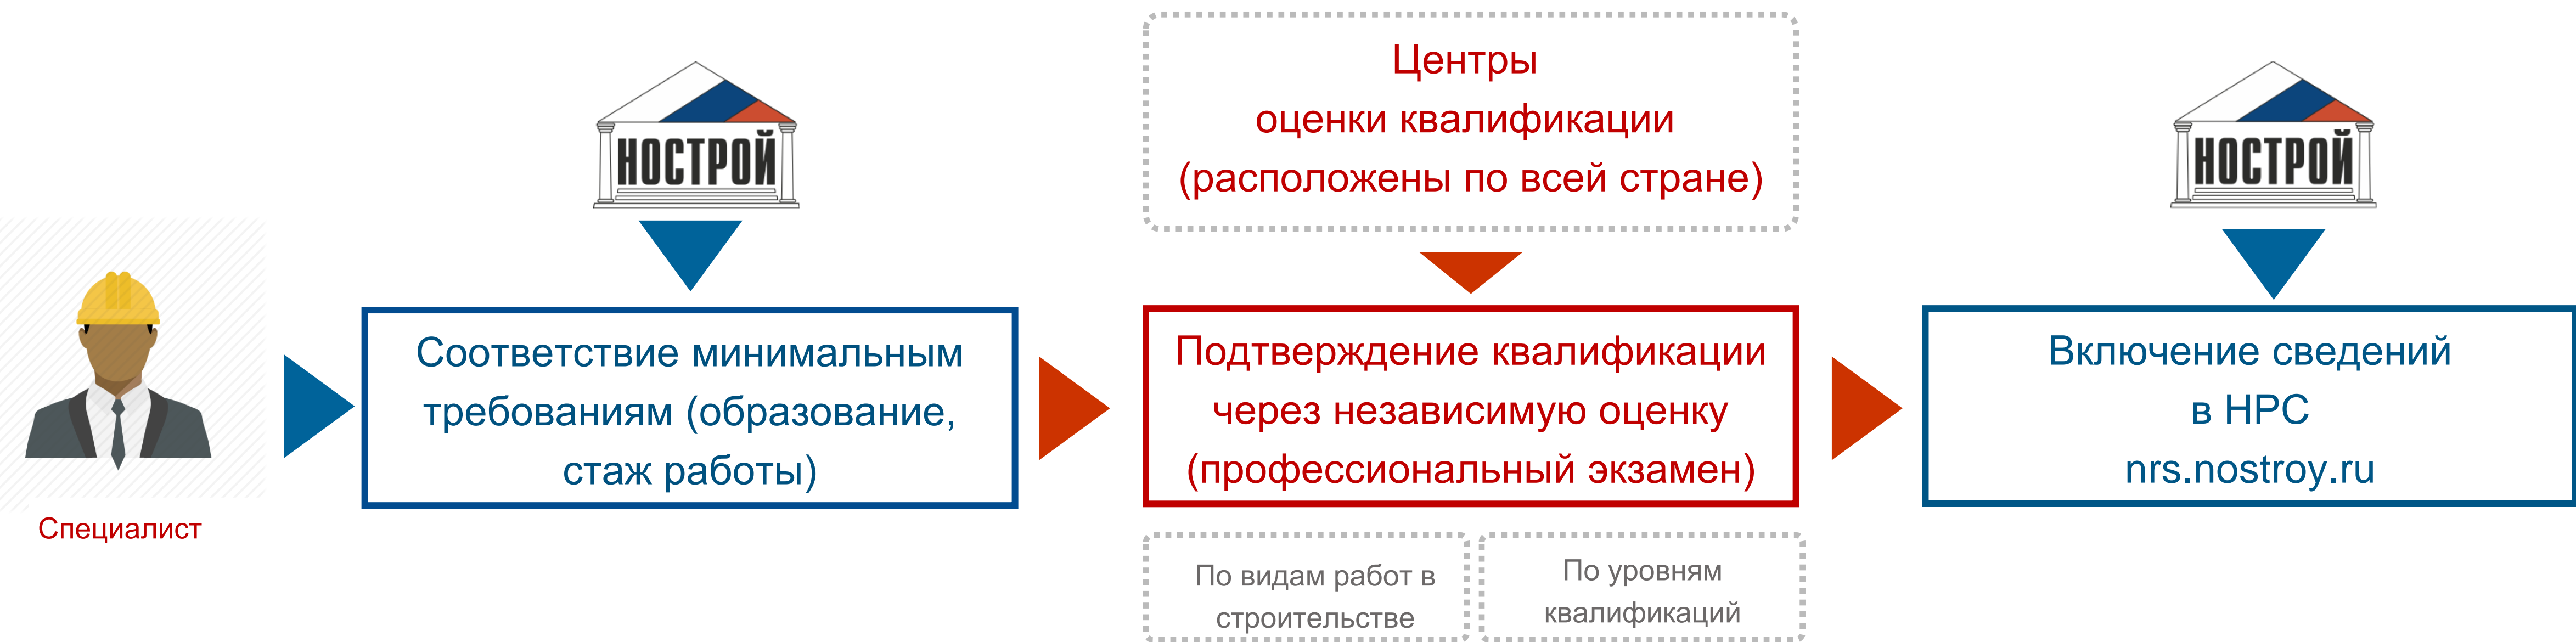 Специалист
НОСТРОЙ
Соответствие минимальным
требованиям (образование,
стаж работы)
Центры
оценки квалификации
(расположены по всей стране)
Подтверждение квалификации
через независимую оценку
(профессиональный экзамен)
По видам работ в
строительстве
По уровням
квалификаций
НОСТРОЙ
Включение сведений
в НРС
nrs.nostroy.ru